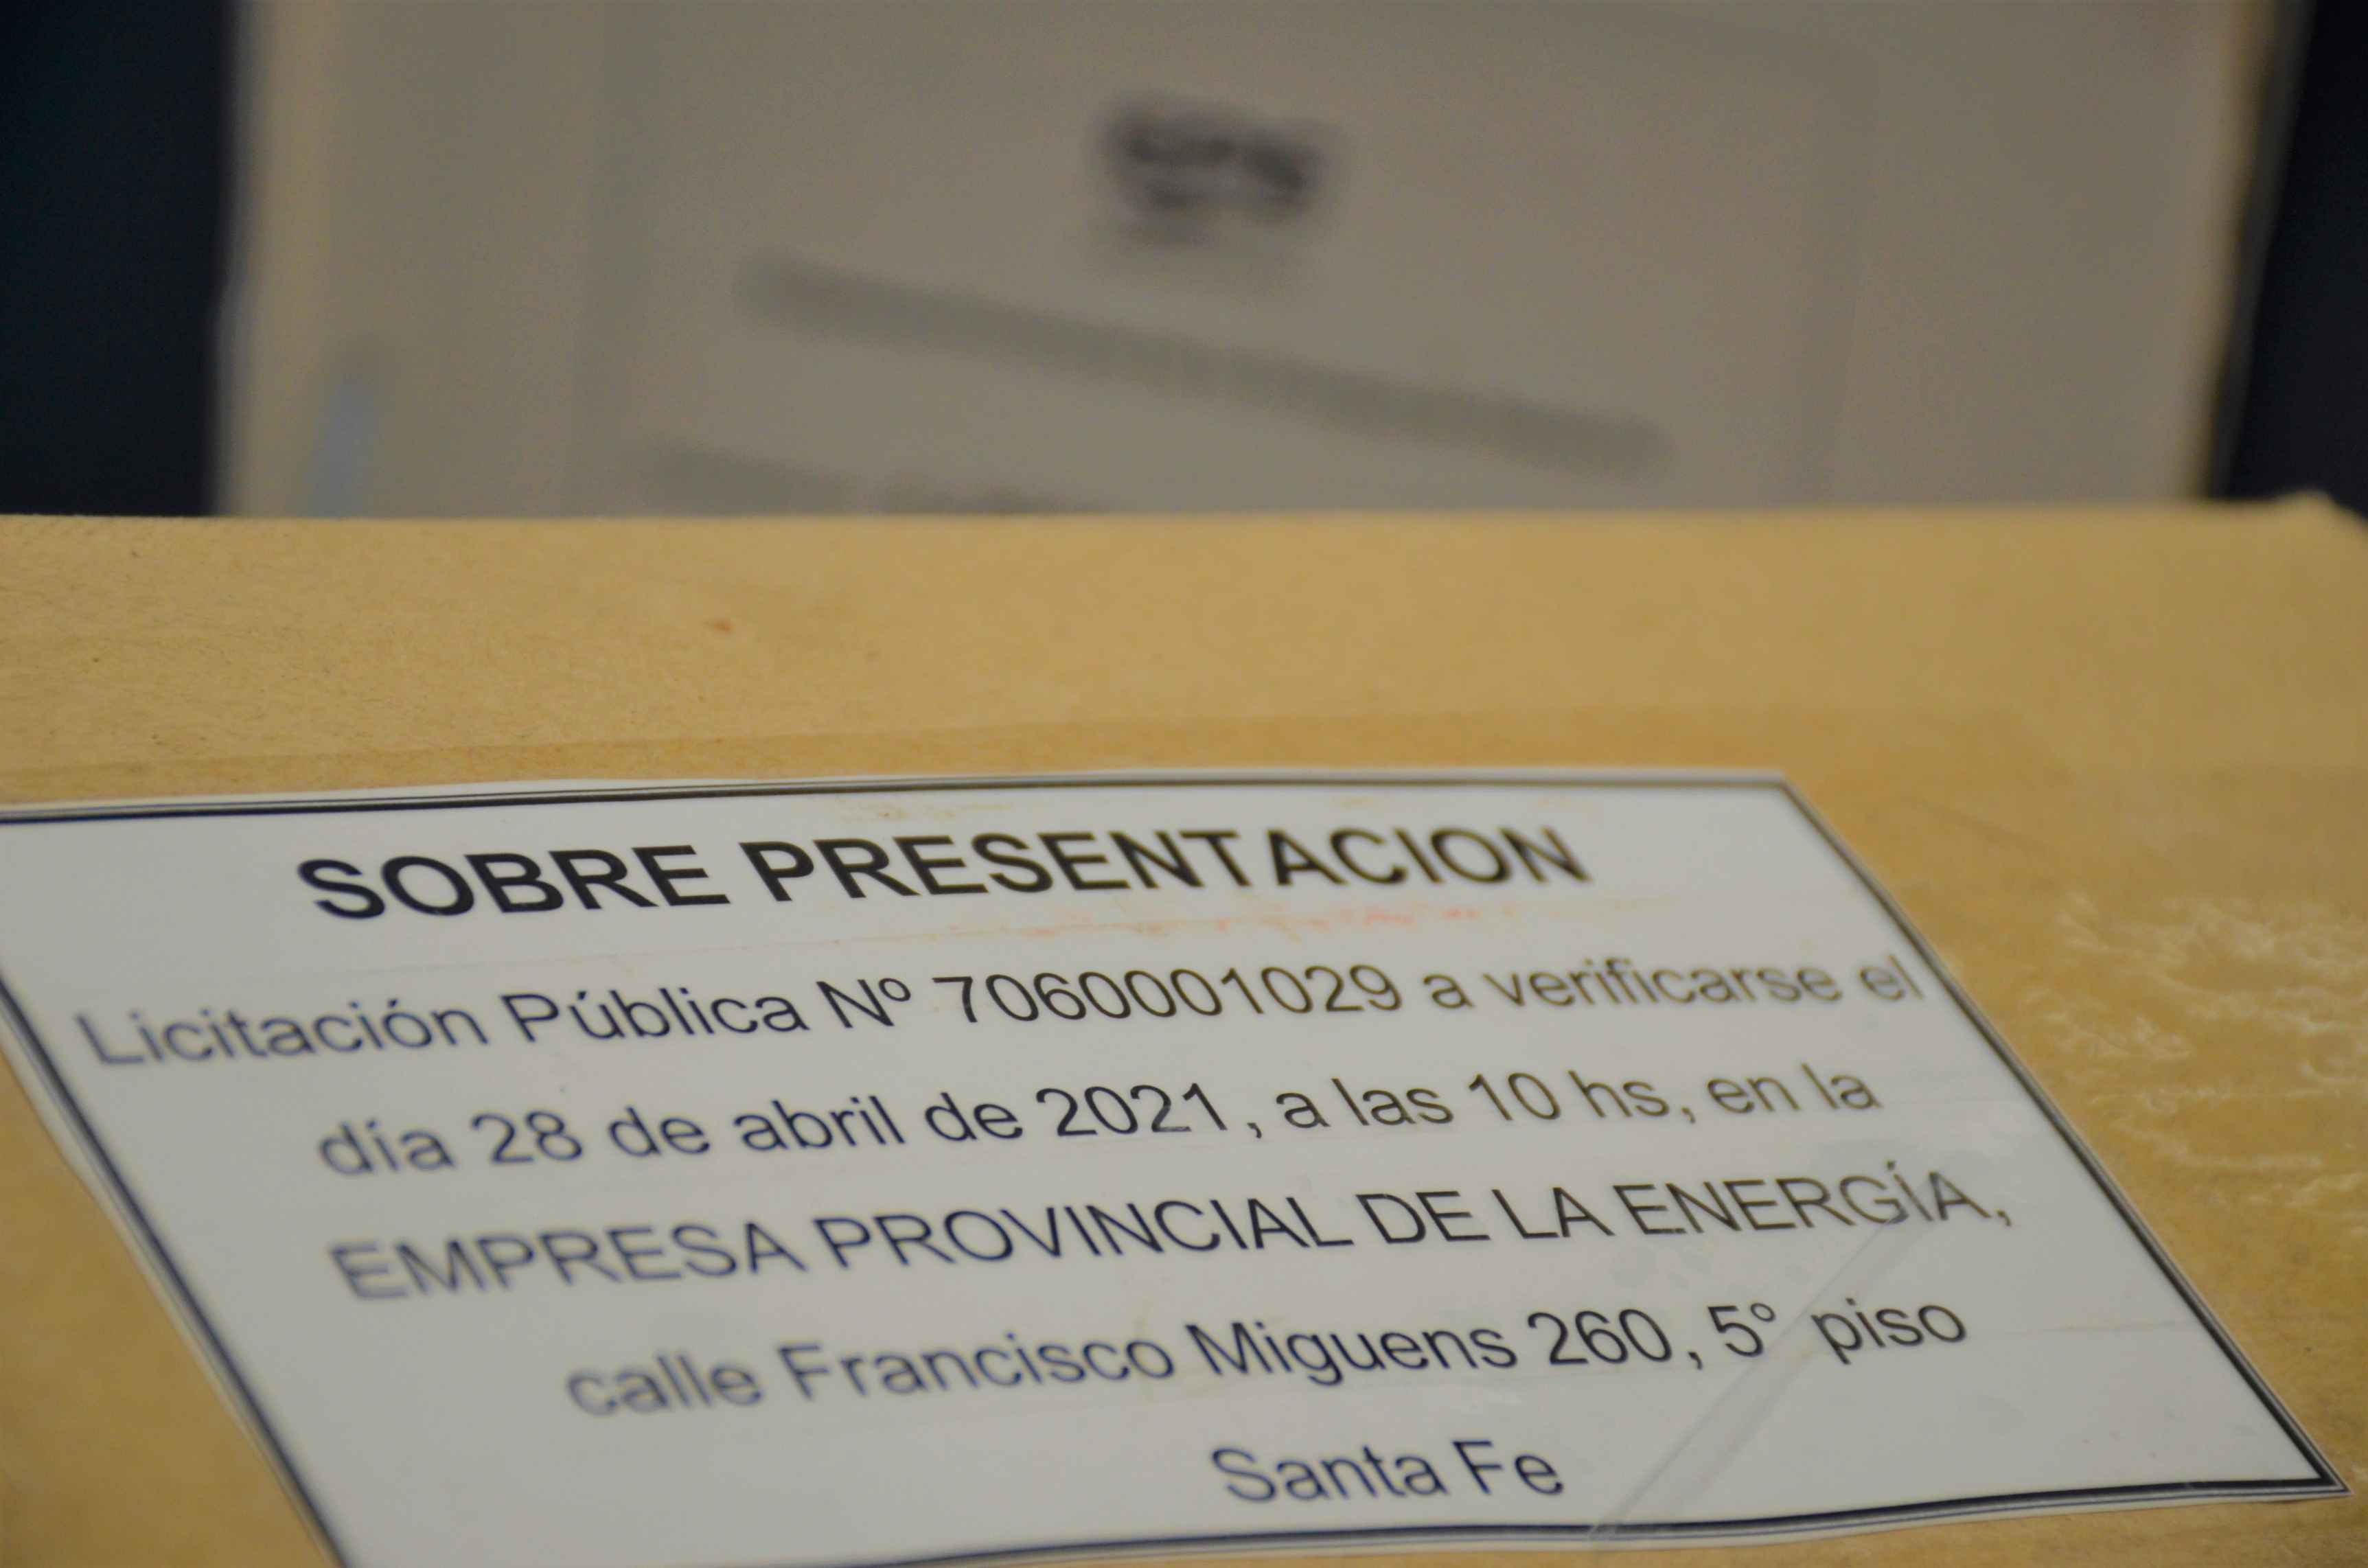 SOBRE PRESENTACION
Licitación Pública Nº 7060001029 a verificarse el
día 28 de abril de 2021, a las 10 hs, en la
EMPRESA PROVINCIAL DE LA ENERGÍA,
calle Francisco Miguens 260, 5° piso
Santa Fe